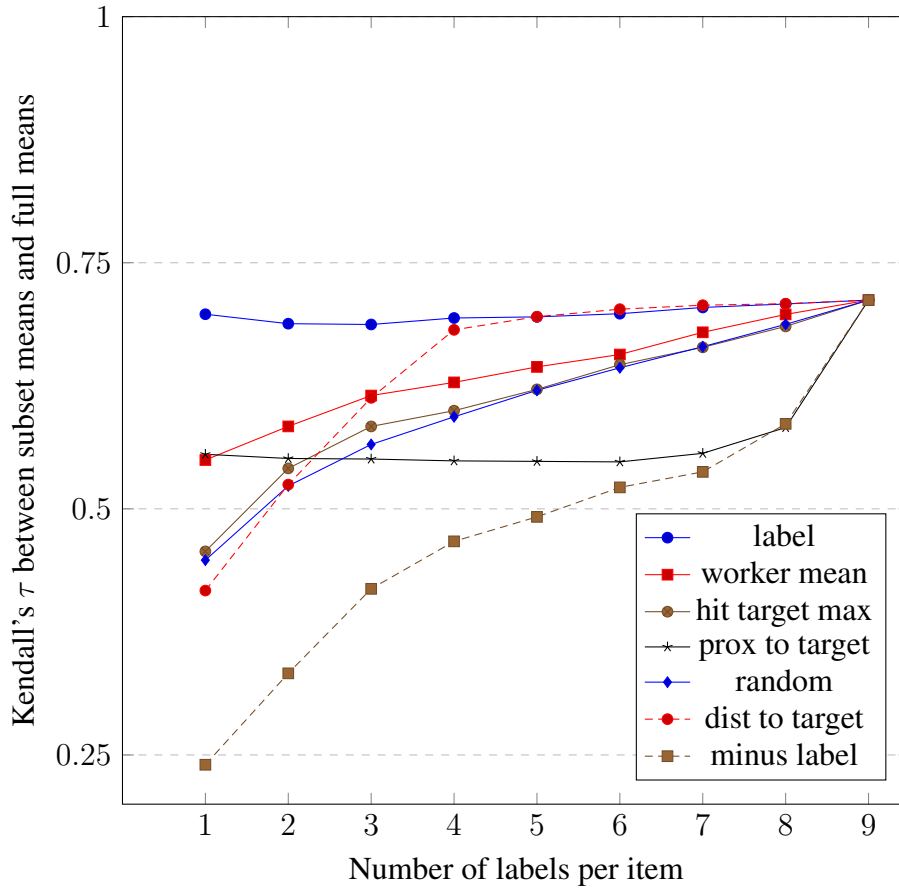 Kendall's τ between subset means and full means
1
0.75
0.5
0.25
label
worker mean
hit target max
prox to target
random
dist to target
minus label
1 2 3 4 5 6 7 8 9
Number of labels per item